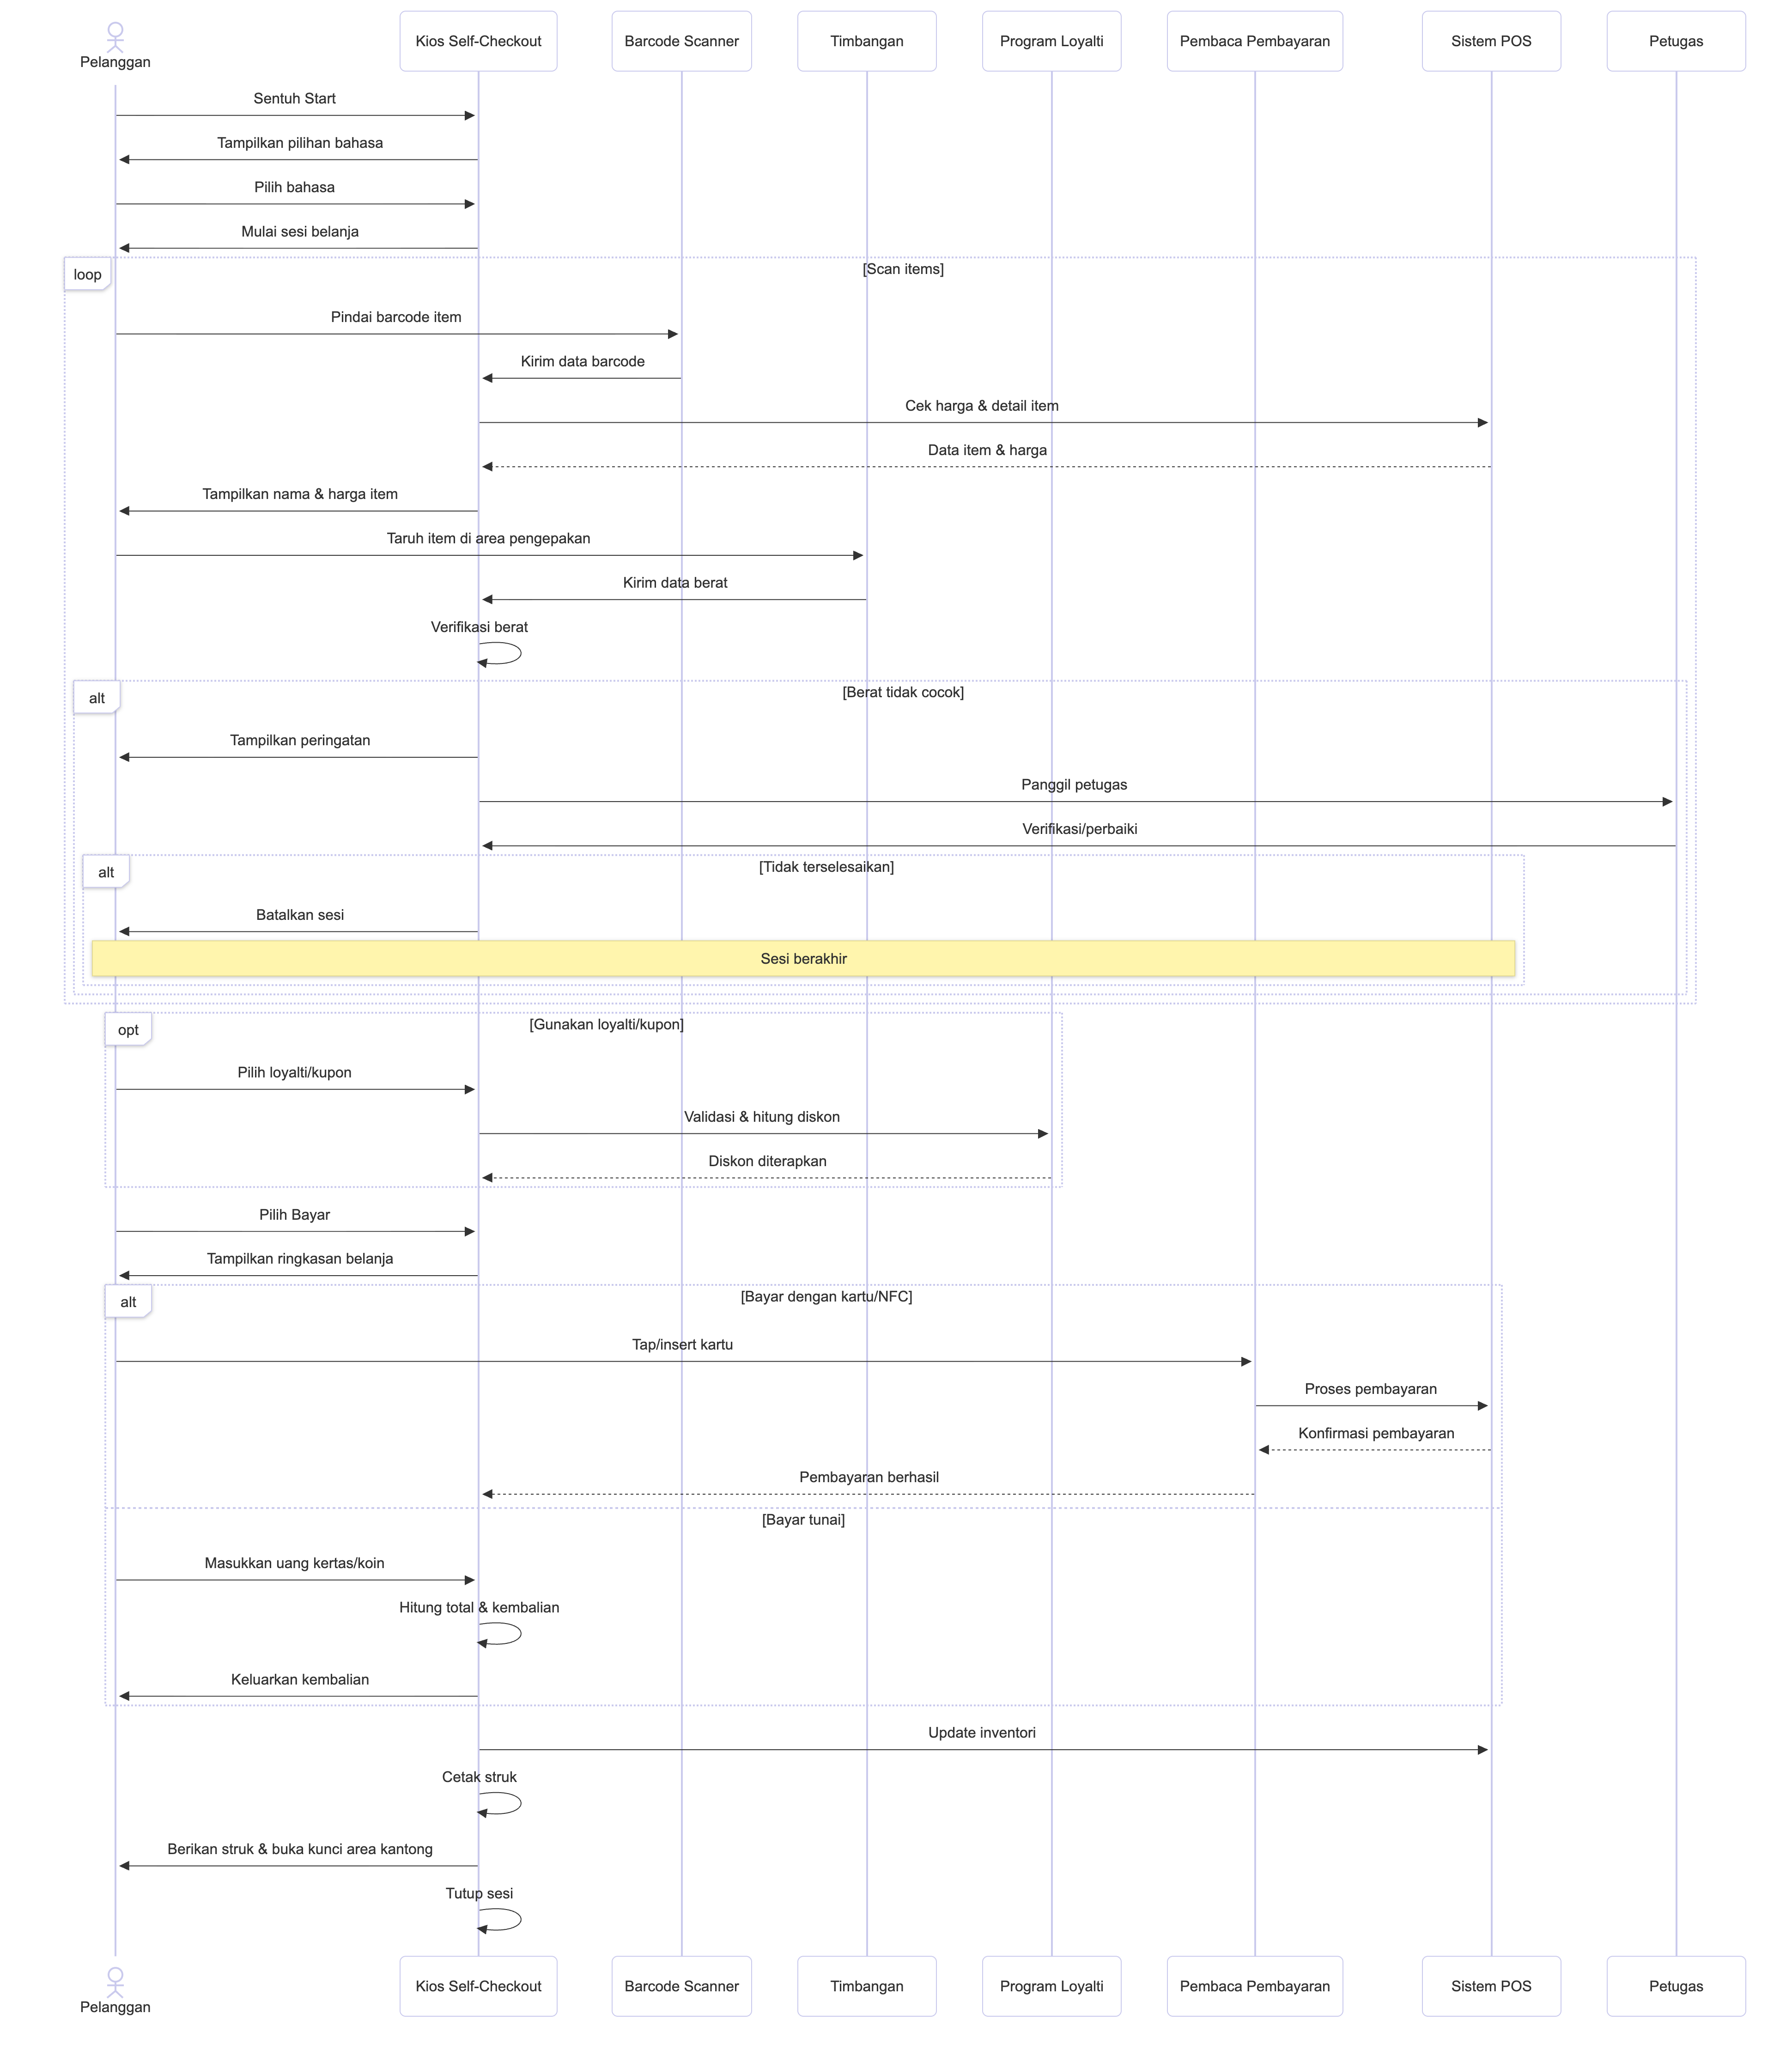 Pelanggan
Kios Self-Checkout
Barcode Scanner
Timbangan
Program Loyalti
Pembaca Pembayaran
Sistem POS
Petugas
Sentuh Start
Tampilkan pilihan bahasa
Pilih bahasa
Mulai sesi belanja
loop
[Scan items]
Pindai barcode item
Kirim data barcode
Cek harga & detail item
Data item & harga
Tampilkan nama & harga item
Taruh item di area pengepakan
Kirim data berat
Verifikasi berat
alt
[Berat tidak cocok]
Tampilkan peringatan
Panggil petugas
Verifikasi/perbaiki
alt
[Tidak terselesaikan]
Batalkan sesi
Sesi berakhir
opt
[Gunakan loyalti/kupon]
Pilih loyalti/kupon
Validasi & hitung diskon
Diskon diterapkan
Pilih Bayar
Tampilkan ringkasan belanja
alt
[Bayar dengan kartu/NFC]
Tap/insert kartu
Proses pembayaran
Konfirmasi pembayaran
Pembayaran berhasil
[Bayar tunai]
Masukkan uang kertas/koin
Hitung total & kembalian
Keluarkan kembalian
Update inventori
Cetak struk
Berikan struk & buka kunci area kantong
Tutup sesi
Pelanggan
Kios Self-Checkout
Barcode Scanner
Timbangan
Program Loyalti
Pembaca Pembayaran
Sistem POS
Petugas